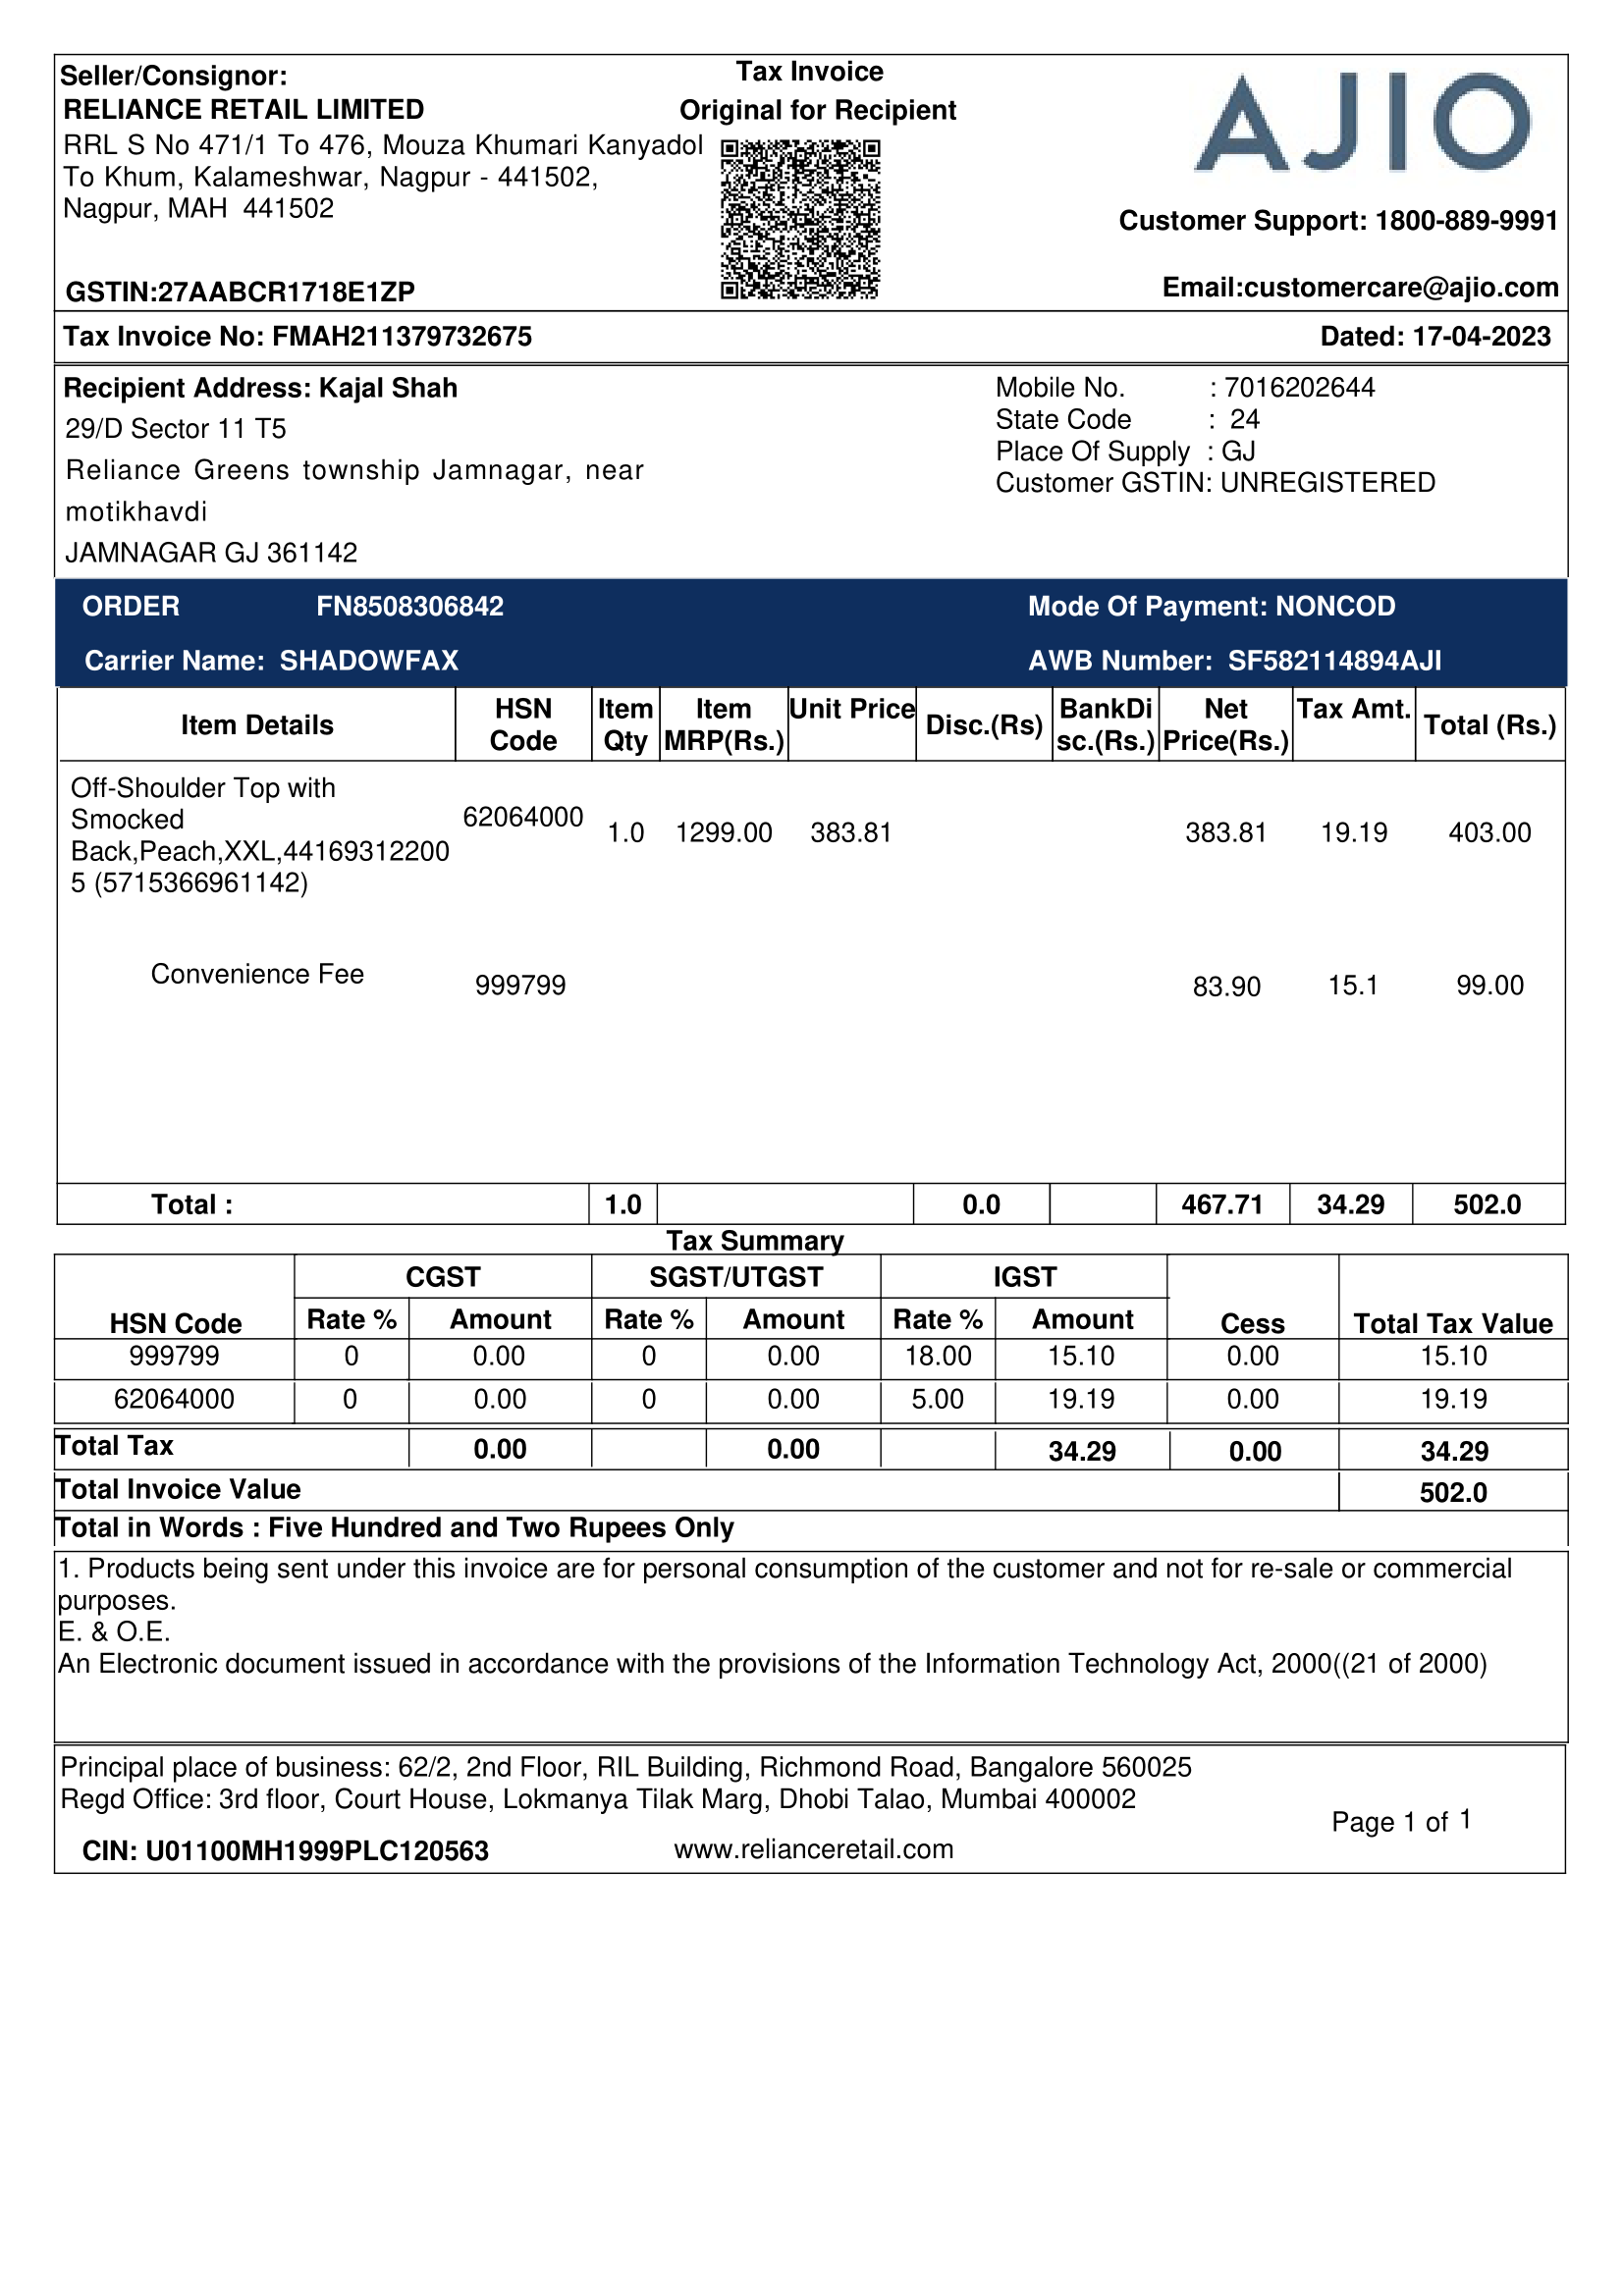 Seller/Consignor:
RELIANCE RETAIL LIMITED
RRL S No 471/1 To 476, Mouza Khumari Kanyadol
To Khum, Kalameshwar, Nagpur - 441502,
Nagpur, MAH 441502
GSTIN:27AABCR1718E1ZP
Tax Invoice
Original for Recipient
AJIO
Customer Support: 1800-889-9991
Email:customercare@ajio.com
Tax Invoice No: FMAH211379732675 Dated: 17-04-2023
Recipient Address: Kajal Shah
29/D Sector 11 T5
Reliance Greens township Jamnagar, near
motikhavdi
JAMNAGAR GJ 361142
Mobile No. : 7016202644
State Code : 24
Place Of Supply : GJ
Customer GSTIN: UNREGISTERED
ORDER FN8508306842 Mode Of Payment: NONCOD
Carrier Name: SHADOWFAX AWB Number: SF582114894AJI
Item Details HSN Code Item Qty Item MRP(Rs.) Unit Price Disc.(Rs) BankDi sc.(Rs.) Net Price(Rs.) Tax Amt. Total (Rs.)
Off-Shoulder Top with
Smocked
Back,Peach,XXL,44169312200
5 (5715366961142)
62064000 1.0 1299.00 383.81 383.81 19.19 403.00
Convenience Fee 999799 83.90 15.1 99.00
Total : 1.0 0.0 467.71 34.29 502.0
Tax Summary
CGST SGST/UTGST IGST
HSN Code Rate % Amount Rate % Amount Rate % Amount Cess Total Tax Value
999799 0 0.00 0 0.00 18.00 15.10 0.00 15.10
62064000 0 0.00 0 0.00 5.00 19.19 0.00 19.19
Total Tax 0.00 0.00 34.29 0.00 34.29
Total Invoice Value 502.0
Total in Words : Five Hundred and Two Rupees Only
1. Products being sent under this invoice are for personal consumption of the customer and not for re-sale or commercial
purposes.
E. & O.E.
An Electronic document issued in accordance with the provisions of the Information Technology Act, 2000((21 of 2000)
Principal place of business: 62/2, 2nd Floor, RIL Building, Richmond Road, Bangalore 560025
Regd Office: 3rd floor, Court House, Lokmanya Tilak Marg, Dhobi Talao, Mumbai 400002
Page 1 of 1
CIN: U01100MH1999PLC120563 www.relianceretail.com